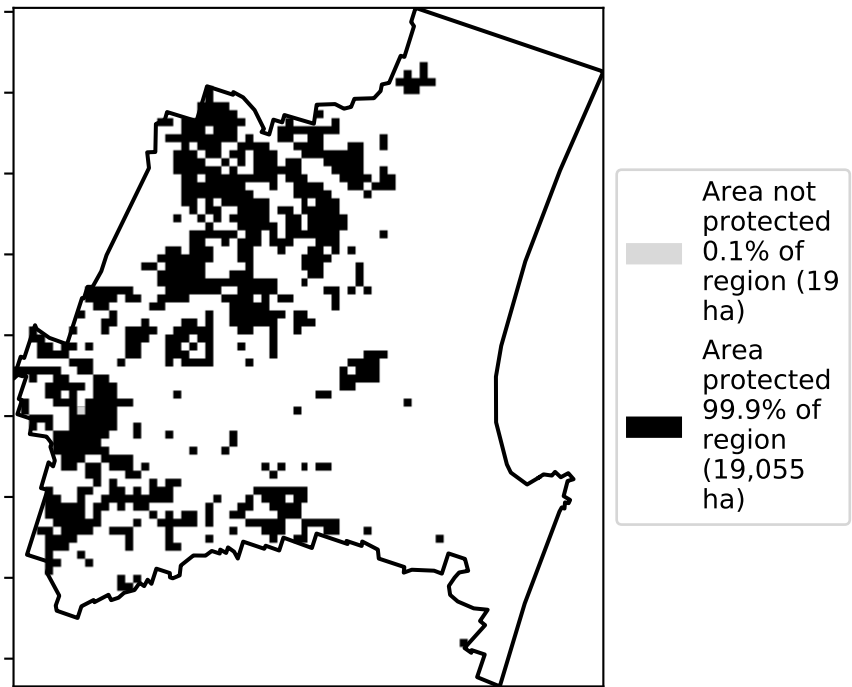 Area not
protected
0.1% of
region (19
ha)
Area
protected
99.9% of
region
(19,055
ha)